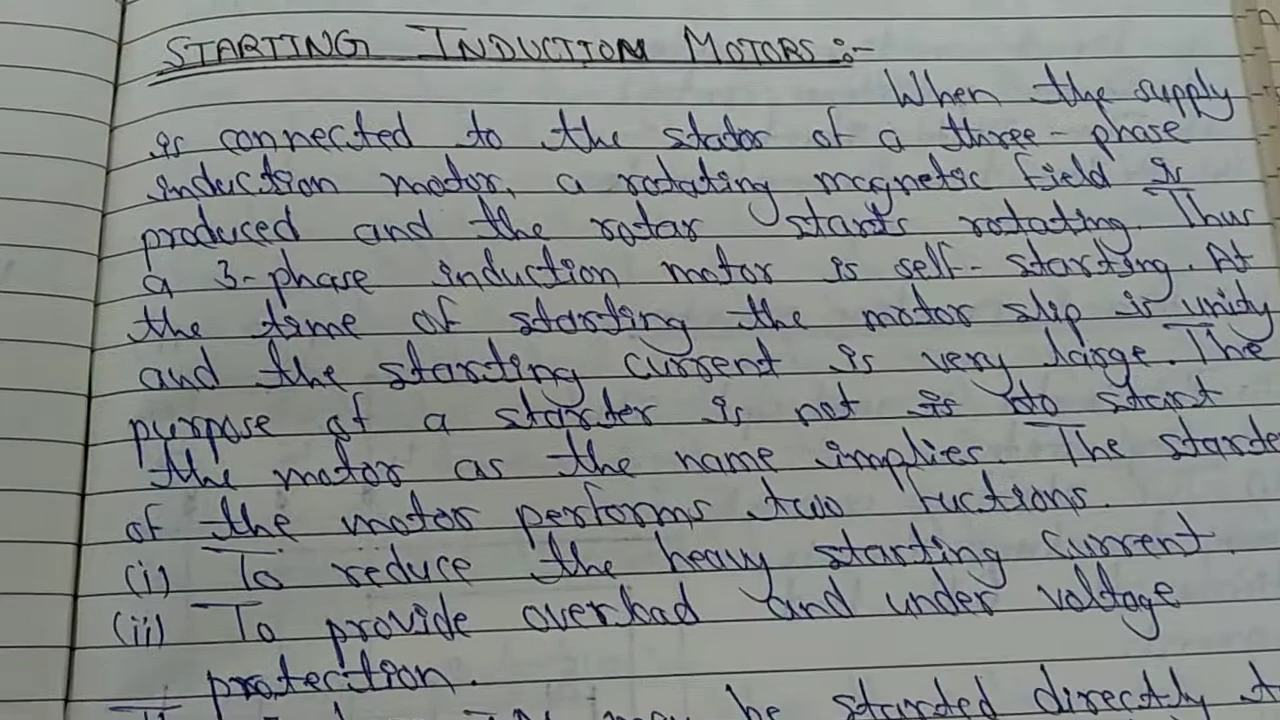 STARTING INDUCTION MOTORS :-
When the supply
is connected to the stator of a three-phase
induction motor, a rotating magnetic field is
produced and the rotor starts rotating. Thus
a 3-phase induction motor is self-starting. At
the time of starting the motor slip is unity
and the starting current is very large. The
purpose of a starter is not is to start
the motor as the name implies. The starte
of the motor performs two fuctions.
(i) To reduce the heavy starting current.
(ii) To provide overload and under voltage
protection.
may be started directly